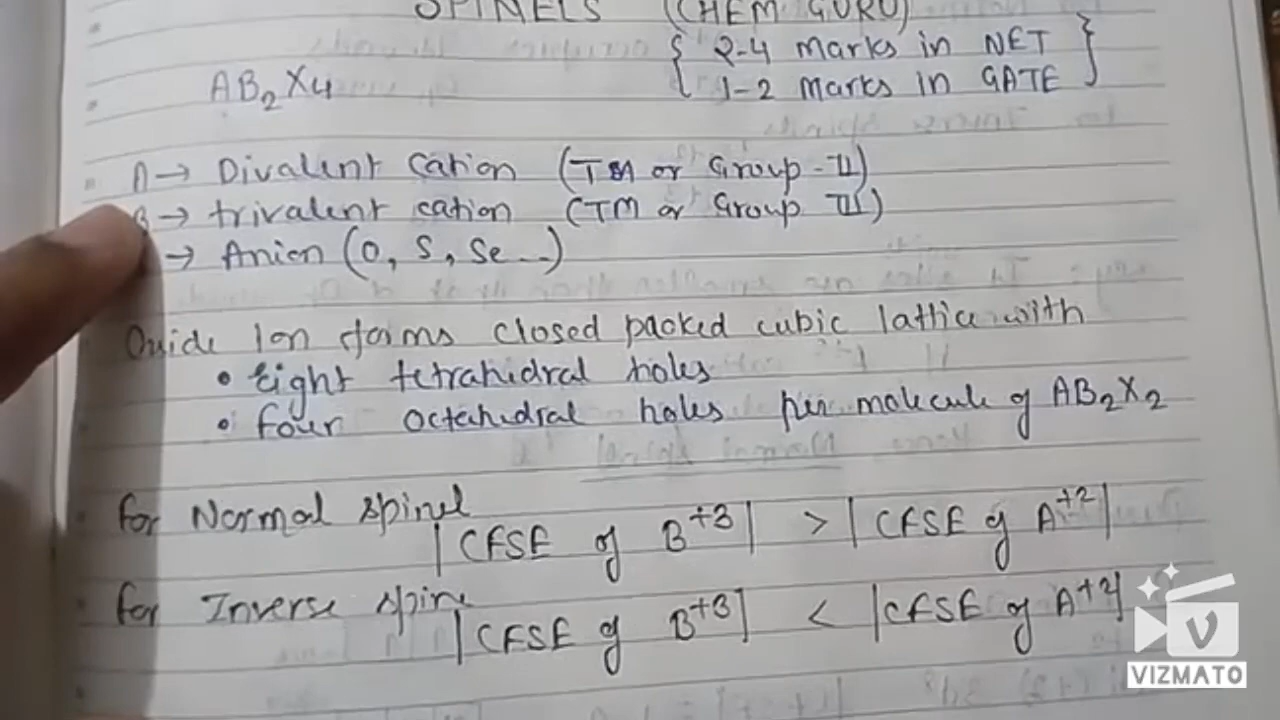 SPINELS (CHEM GURU)
{ 2-4 Marks in NET }
{ 1-2 Marks in GATE }
AB₂X₄
A → Divalent Cation (TM or Group-II)
B → trivalent cation (TM or Group III)
→ Anion (O, S, Se...)
Oxide Ion forms closed packed cubic lattice with
• Eight tetrahidral holes
• Four Octahidral holes per molecule of AB₂X₂
For Normal Spinel
|CFSE of B⁺³| > |CFSE of A⁺²|
For Inverse Spine
|CFSE of B⁺³| < |CFSE of A⁺²|
V
VIZMATO